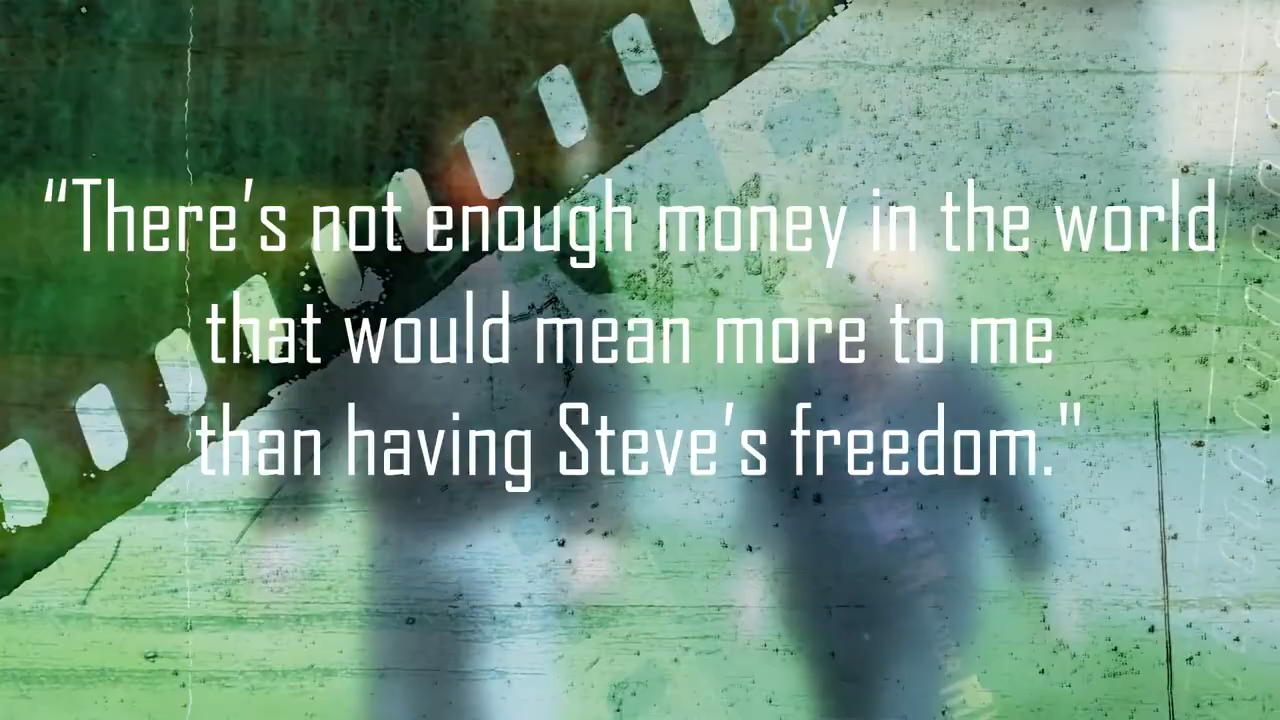 “There’s not enough money in the world
that would mean more to me
than having Steve’s freedom."